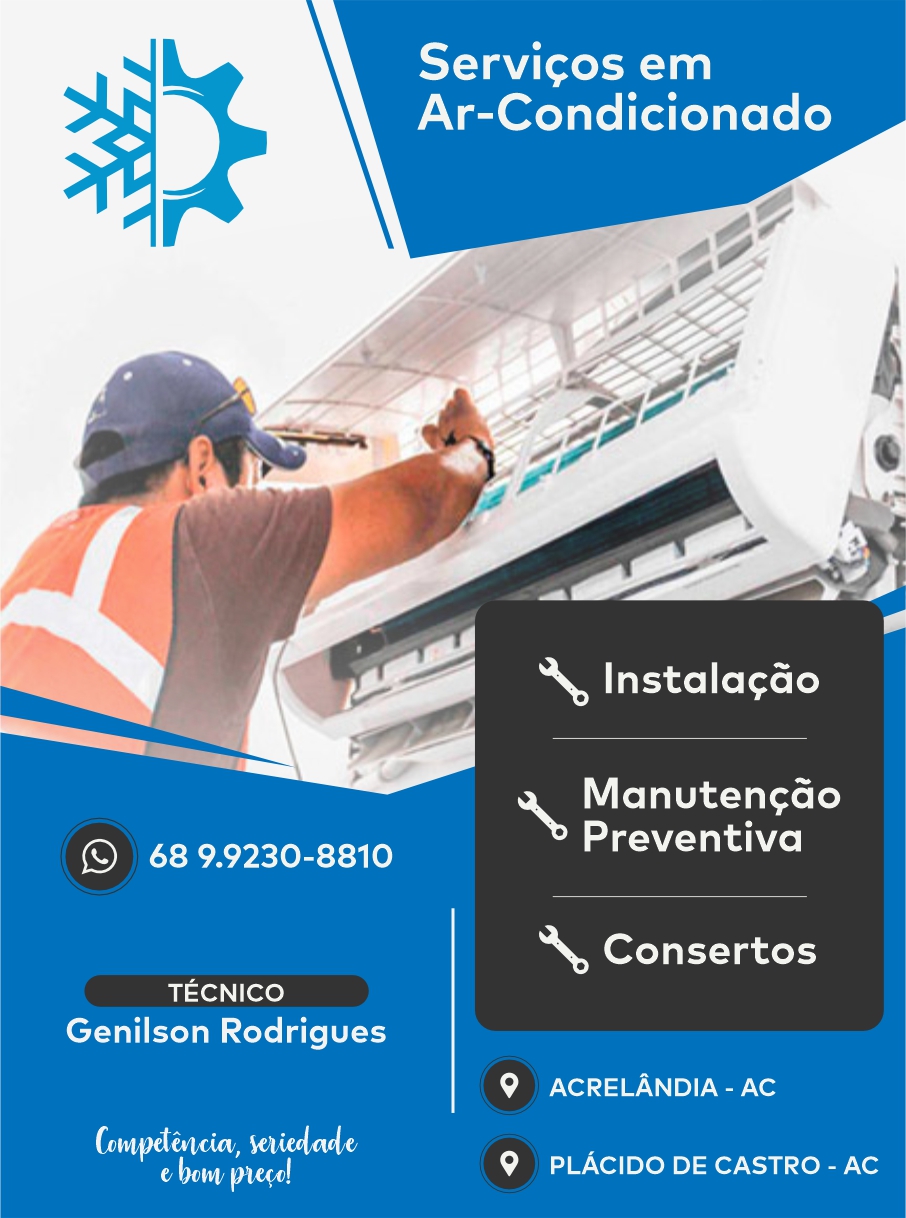 Serviços em
Ar-Condicionado
Instalação
Manutenção
Preventiva
Consertos
68 9.9230-8810
TÉCNICO
Genilson Rodrigues
Competência, seriedade
e bom preço!
ACRELÂNDIA - AC
PLÁCIDO DE CASTRO - AC